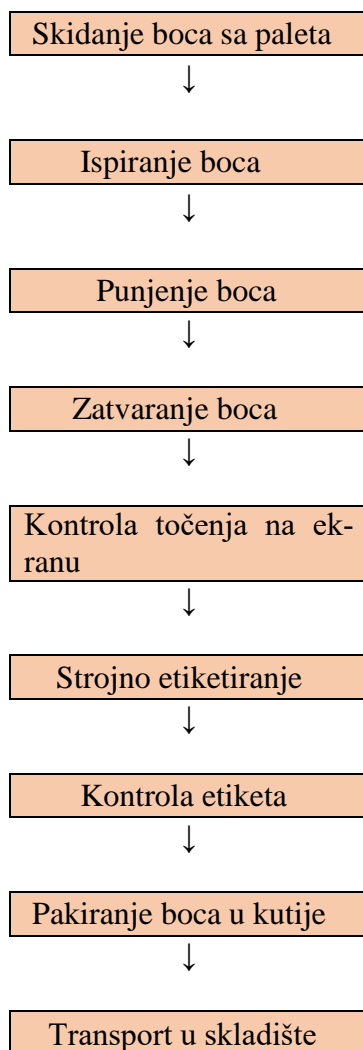 Skidanje boca sa paleta
↓
Ispiranje boca
↓
Punjenje boca
↓
Zatvaranje boca
↓
Kontrola točenja na ek-
ranu
↓
Strojno etiketiranje
↓
Kontrola etiketa
↓
Pakiranje boca u kutije
↓
Transport u skladište